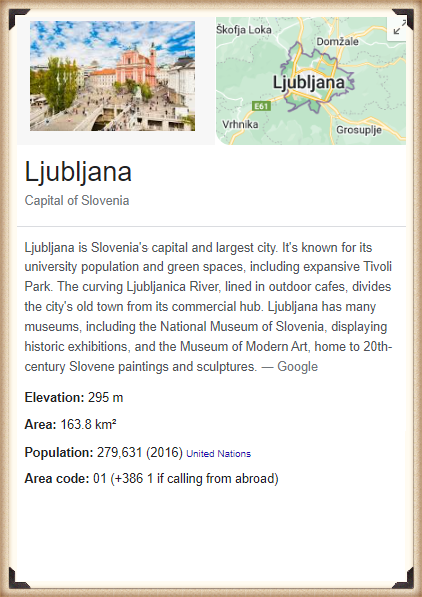 Škofja Loka
Domžale
Ljubljana
E61
Vrhnika
Grosuplje
Ljubljana
Capital of Slovenia
Ljubljana is Slovenia's capital and largest city. It's known for its
university population and green spaces, including expansive Tivoli
Park. The curving Ljubljanica River, lined in outdoor cafes, divides
the city's old town from its commercial hub. Ljubljana has many
museums, including the National Museum of Slovenia, displaying
historic exhibitions, and the Museum of Modern Art, home to 20th-
century Slovene paintings and sculptures. — Google
Elevation: 295 m
Area: 163.8 km²
Population: 279,631 (2016) United Nations
Area code: 01 (+386 1 if calling from abroad)